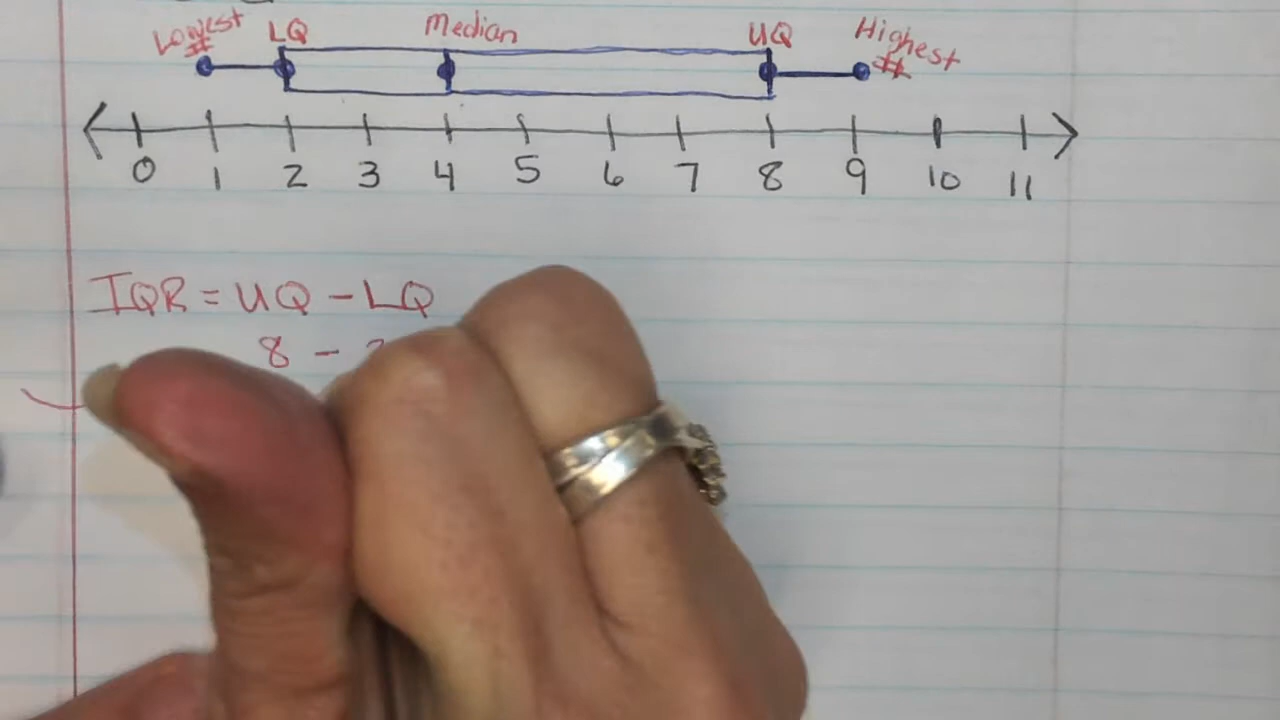 Lowest # LQ Median UQ Highest #
0 1 2 3 4 5 6 7 8 9 10 11
IQR = UQ - LQ
8 -